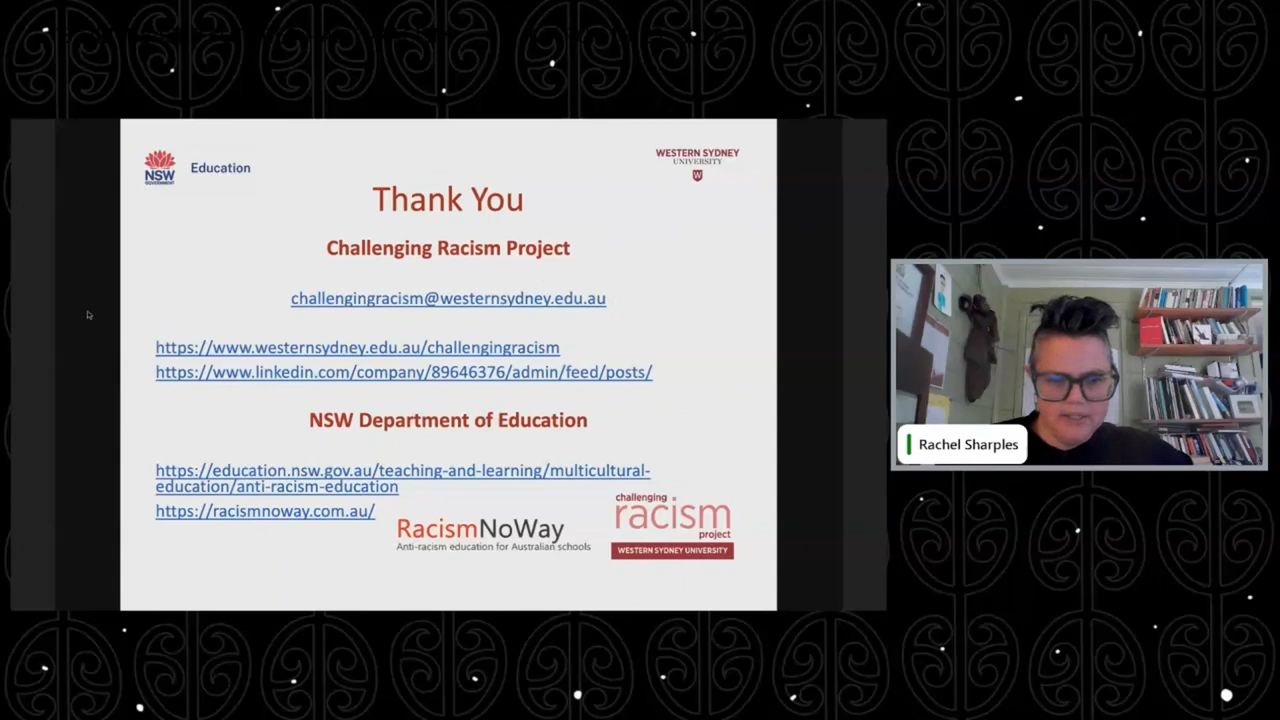 NSW
GOVERNMENT
Education
WESTERN SYDNEY
UNIVERSITY
W
Thank You
Challenging Racism Project
challengingracism@westernsydney.edu.au
https://www.westernsydney.edu.au/challengingracism
https://www.linkedin.com/company/89646376/admin/feed/posts/
NSW Department of Education
https://education.nsw.gov.au/teaching-and-learning/multicultural-
education/anti-racism-education
https://racismnoway.com.au/
RacismNoWay
Anti-racism education for Australian schools
challenging
racism
project
WESTERN SYDNEY UNIVERSITY
Rachel Sharples